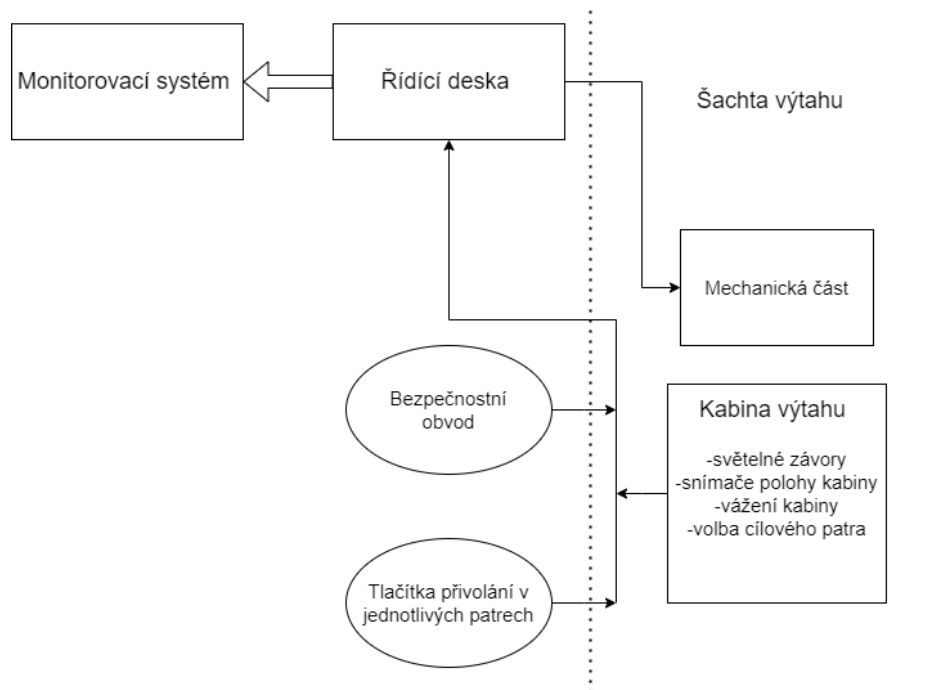 Monitorovací systém
Řídící deska
Šachta výtahu
Mechanická část
Bezpečnostní
obvod
Kabina výtahu
-světelné závory
-snímače polohy kabiny
-vážení kabiny
-volba cílového patra
Tlačítka přivolání v
jednotlivých patrech